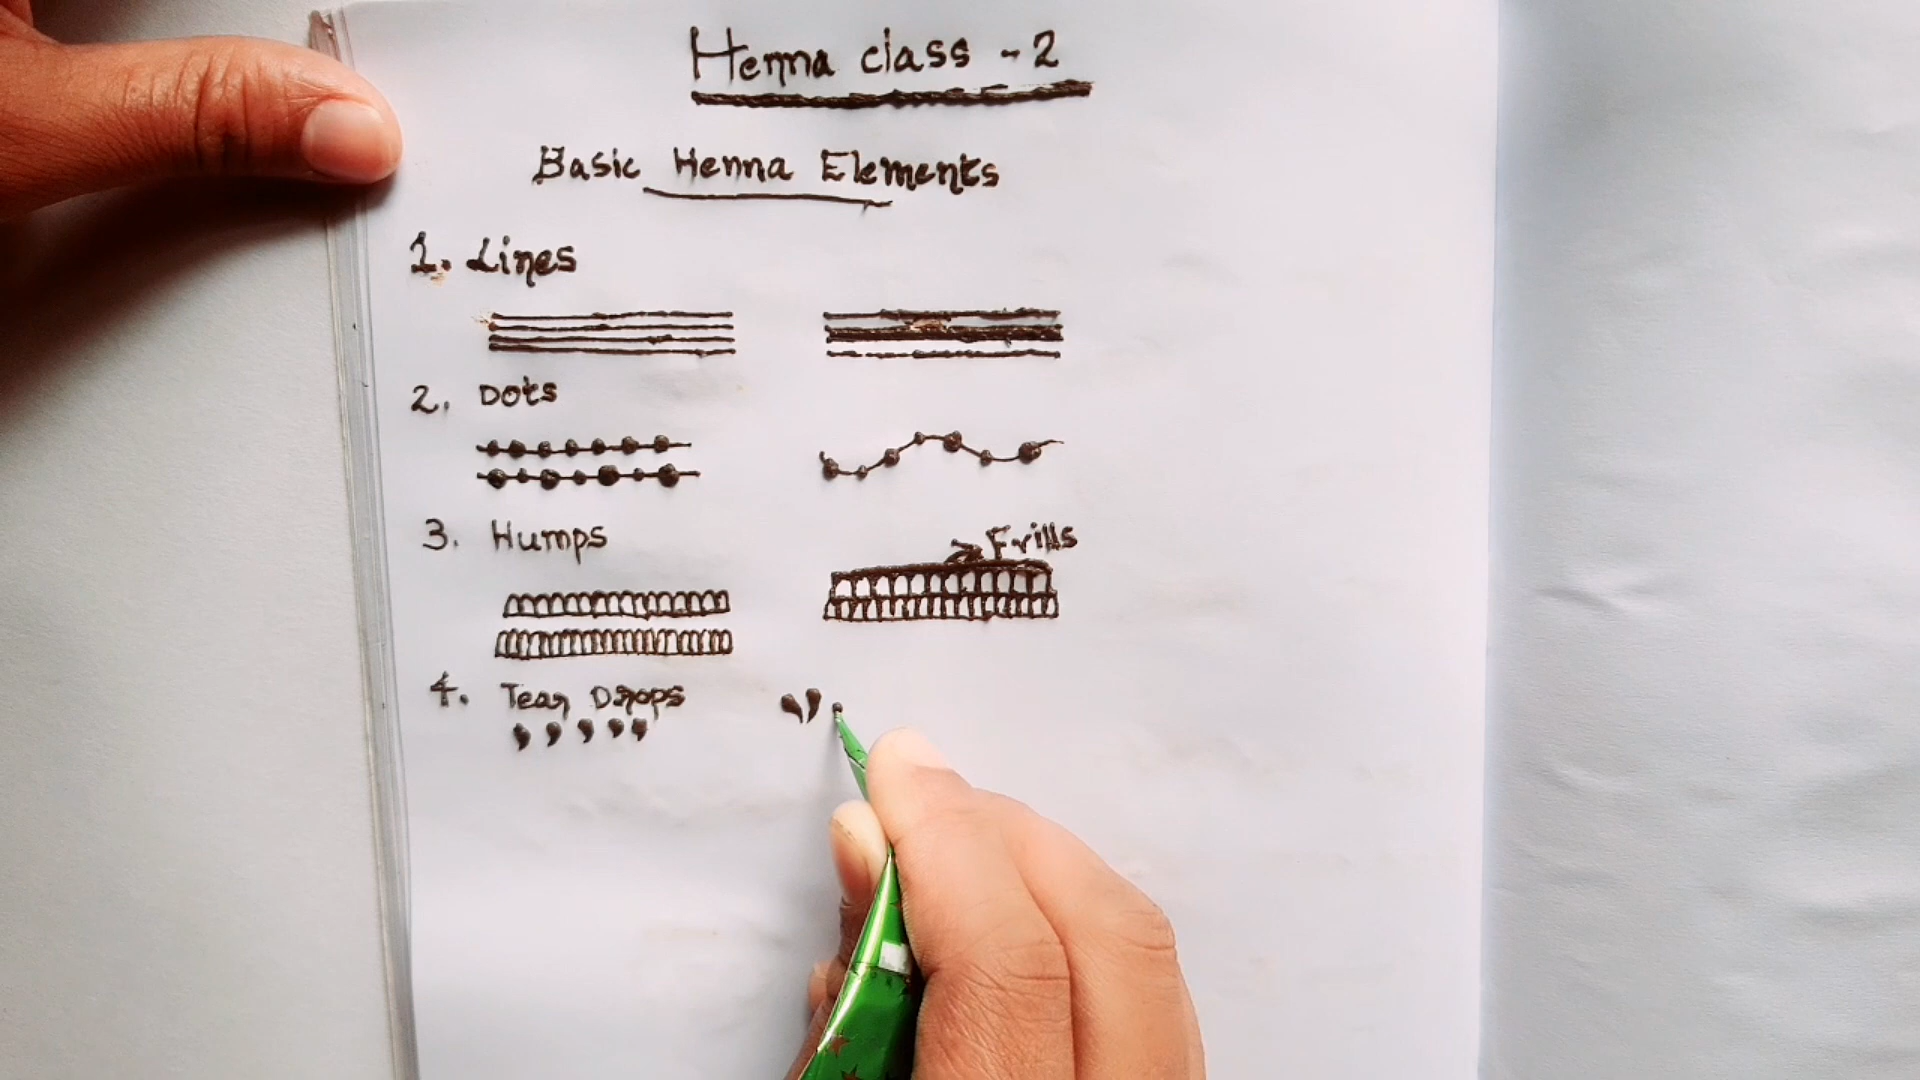 Henna class - 2
Basic Henna Elements
1. Lines
2. Dots
3. Humps
Frills
4. Tear Drops